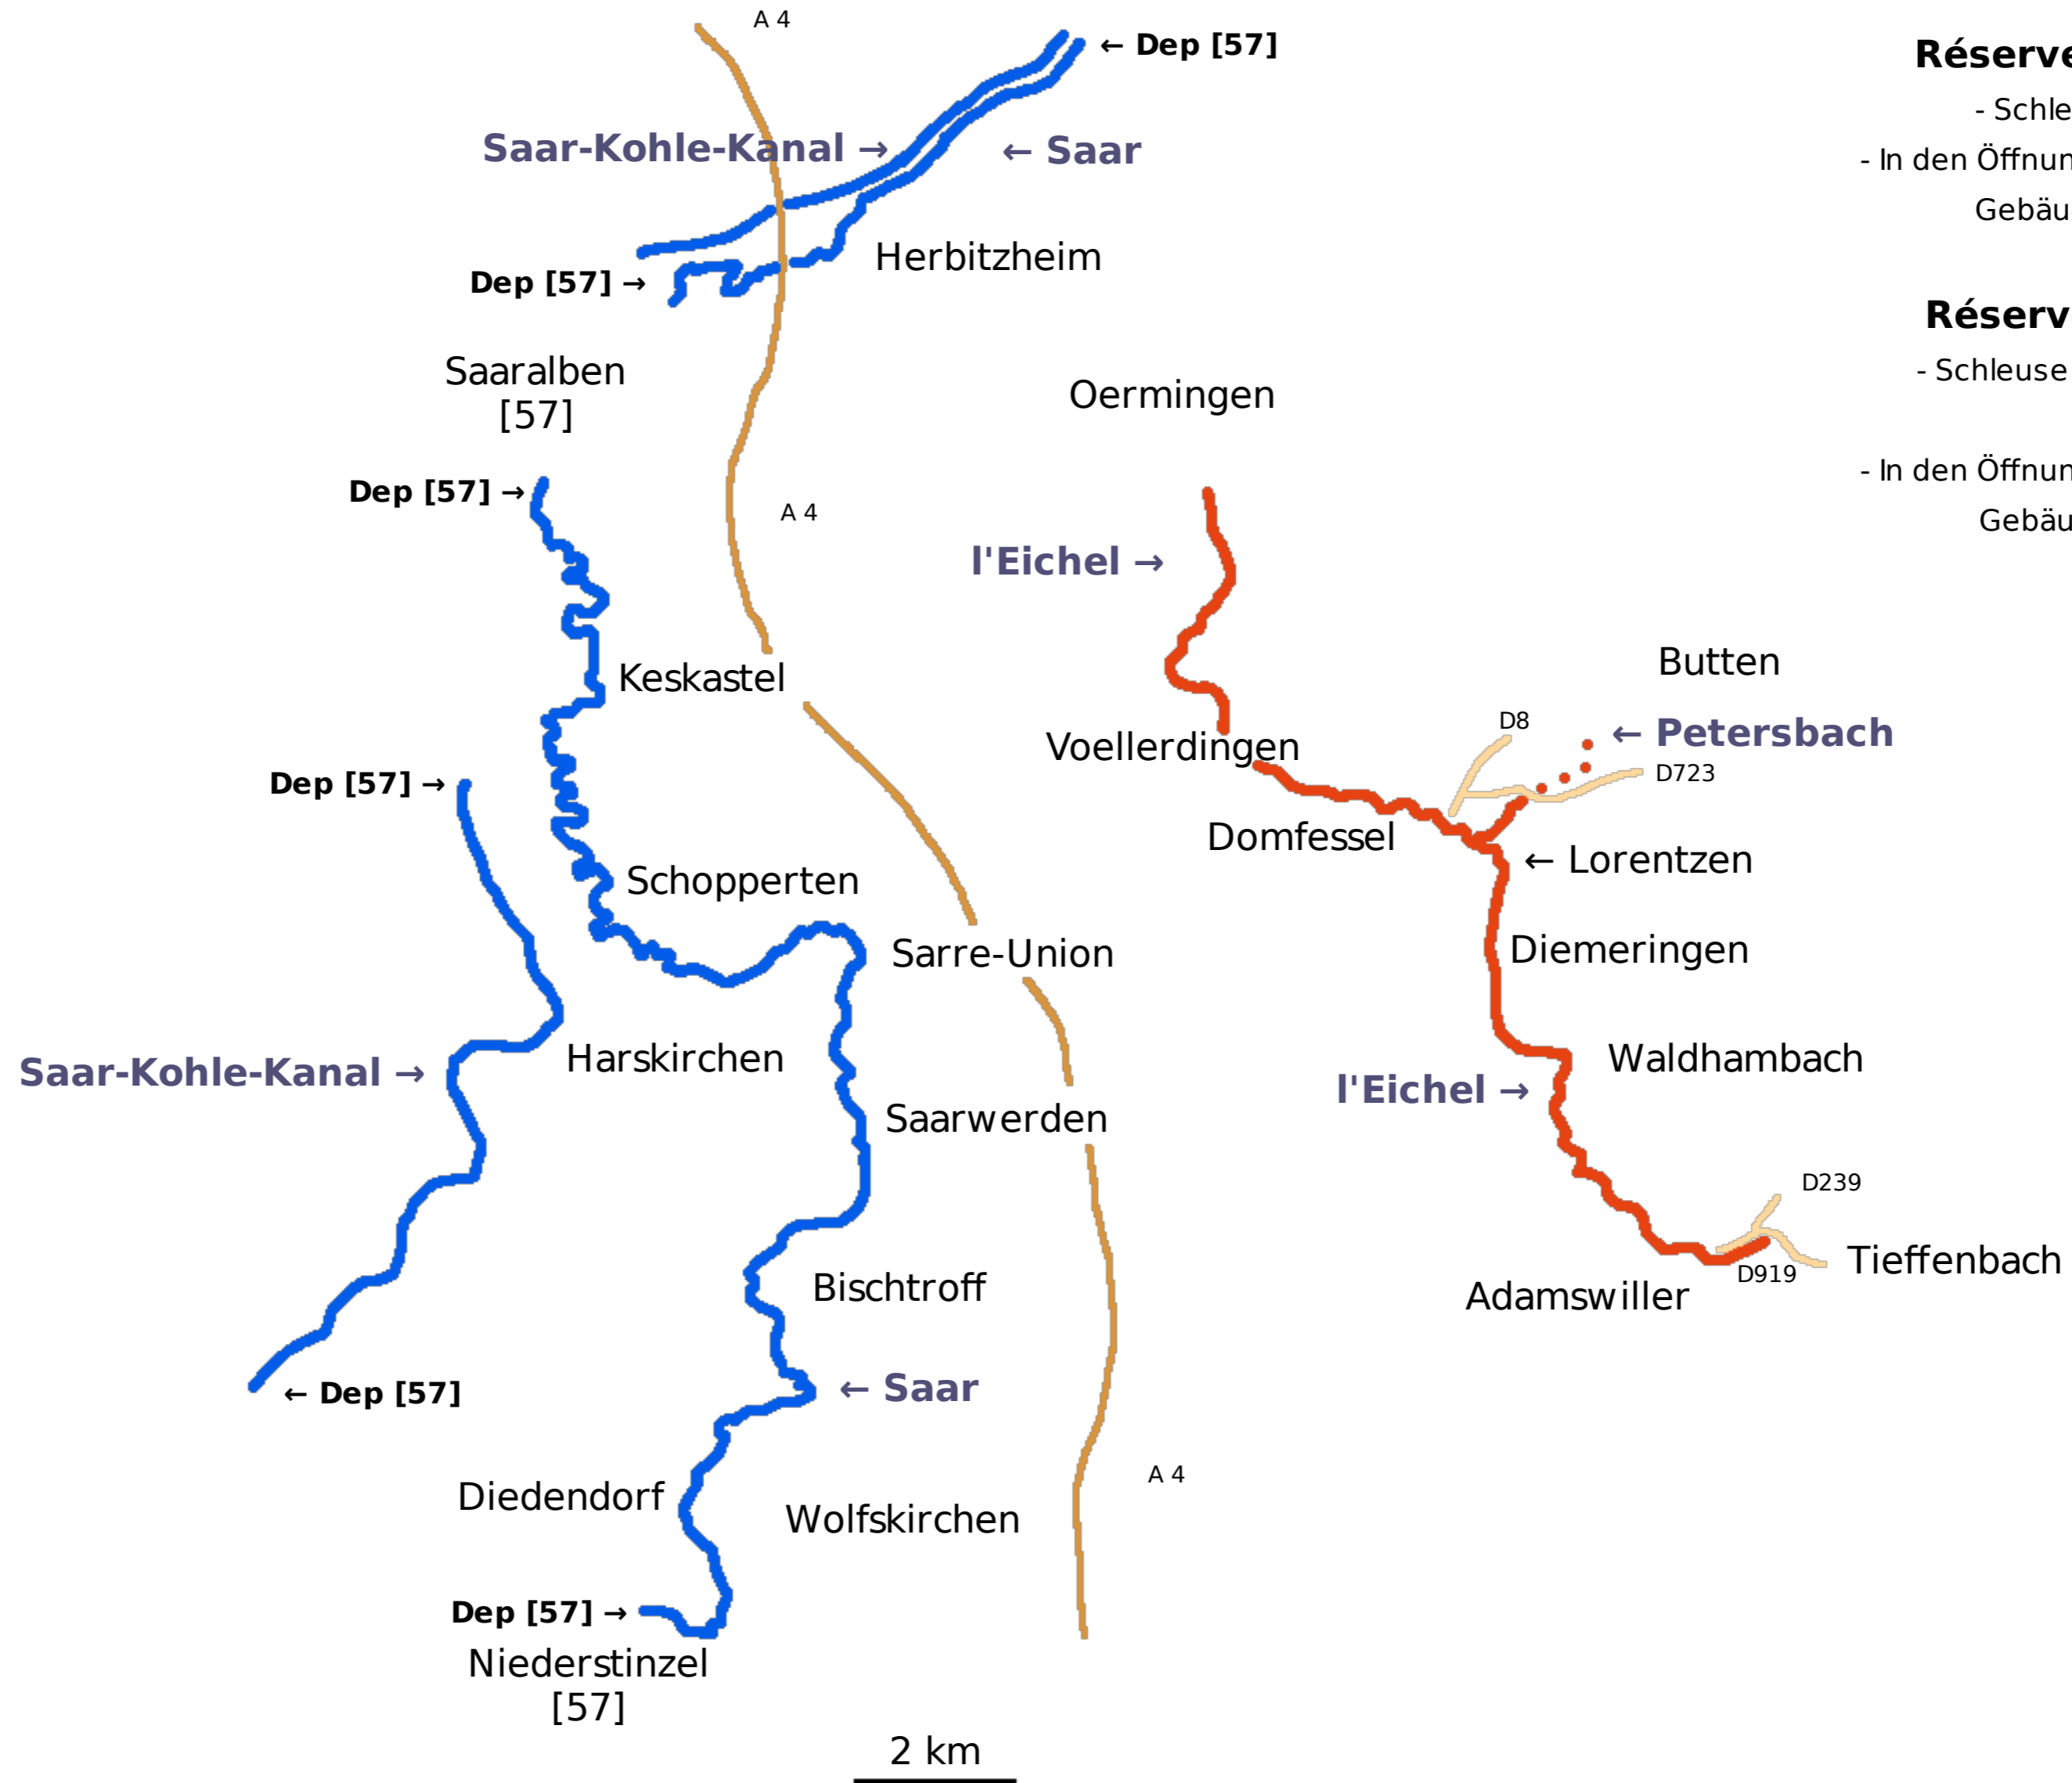 A 4
← Dep [57]
Saar-Kohle-Kanal →
← Saar
Herbitzheim
Dep [57] →
Saaralben
[57]
Oermingen
Dep [57] →
A 4
l'Eichel →
Keskastel
Butten
D8
← Petersbach
Voellerdingen
D723
Dep [57] →
Domfessel
← Lorentzen
Schopperten
Sarre-Union
Diemeringen
Harskirchen
Waldhambach
Saar-Kohle-Kanal →
l'Eichel →
Saarwerden
D239
Tieffenbach
D919
Bischtroff
Adamswiller
← Saar
← Dep [57]
A 4
Diedendorf
Wolfskirchen
Dep [57] →
Niederstinzel
[57]
2 km
Réserve
- Schle
- In den Öffnun
Gebäu
Réserv
- Schleuse
- In den Öffnun
Gebäu